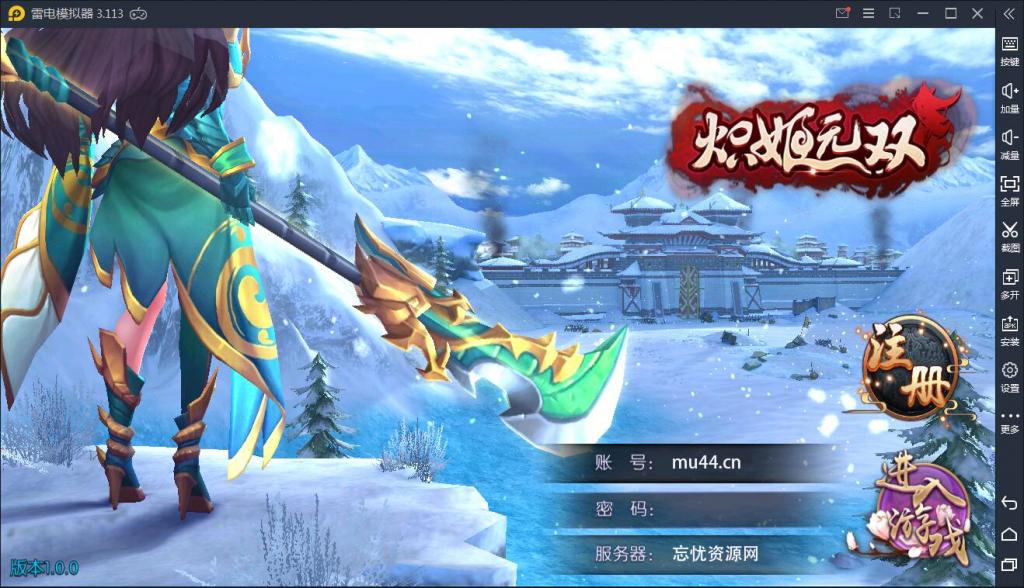 雷电模拟器 3.113
按键
加量
减量
全屏
截图
多开
APK
安装
设置
更多
炽姬无双
注册
账 号： mu44.cn
密 码：
服务器： 忘忧资源网
进入
游戏
版本1.0.0